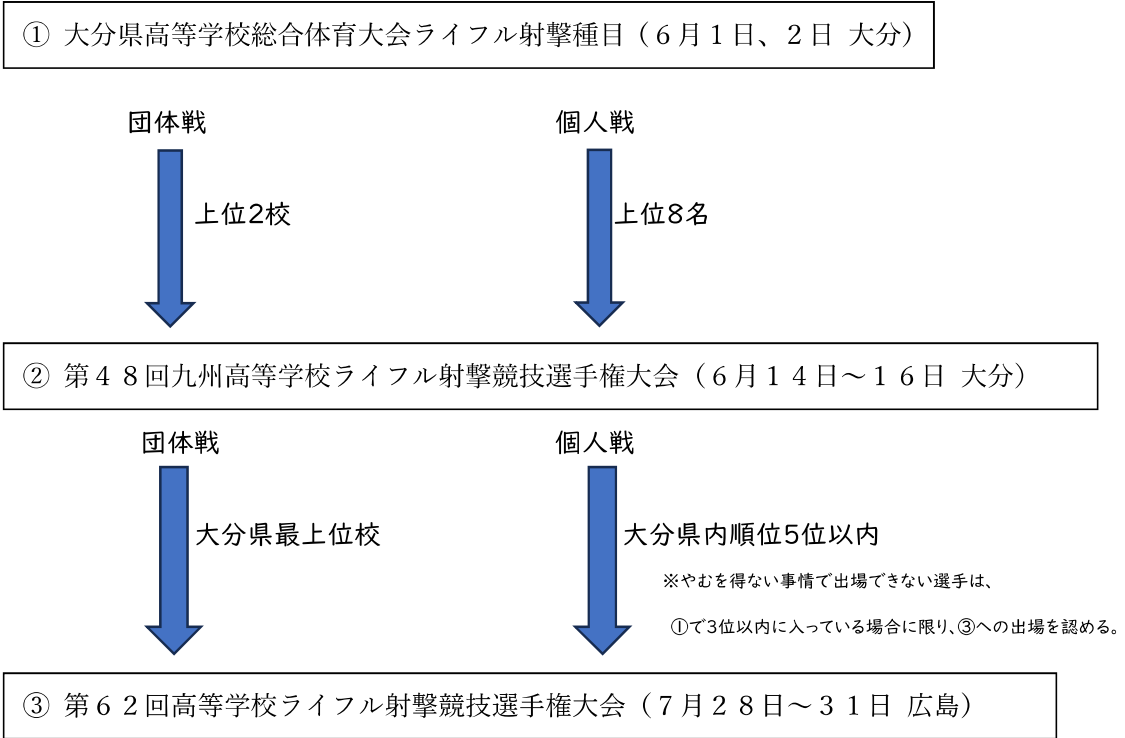 ① 大分県高等学校総合体育大会ライフル射撃種目（６月１日、２日 大分）
団体戦
個人戦
上位2校
上位8名
② 第４８回九州高等学校ライフル射撃競技選手権大会（６月１４日～１６日 大分）
団体戦
個人戦
大分県最上位校
大分県内順位5位以内
※やむを得ない事情で出場できない選手は、
①で3位以内に入っている場合に限り、③への出場を認める。
③ 第６２回高等学校ライフル射撃競技選手権大会（７月２８日～３１日 広島）